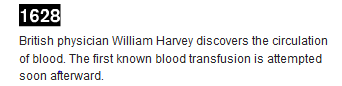 1628
British physician William Harvey discovers the circulation
of blood. The first known blood transfusion is attempted
soon afterward.